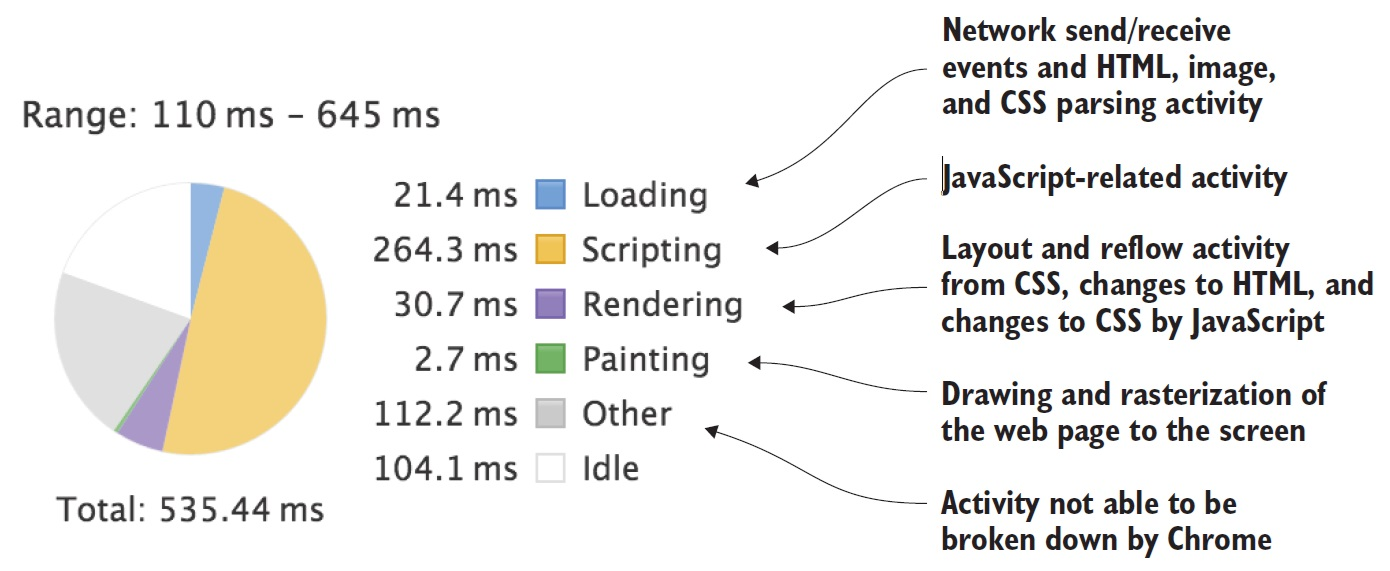 Range: 110 ms – 645 ms
21.4 ms Loading
264.3 ms Scripting
30.7 ms Rendering
2.7 ms Painting
112.2 ms Other
104.1 ms Idle
Total: 535.44 ms
Network send/receive
events and HTML, image,
and CSS parsing activity
JavaScript-related activity
Layout and reflow activity
from CSS, changes to HTML, and
changes to CSS by JavaScript
Drawing and rasterization of
the web page to the screen
Activity not able to be
broken down by Chrome